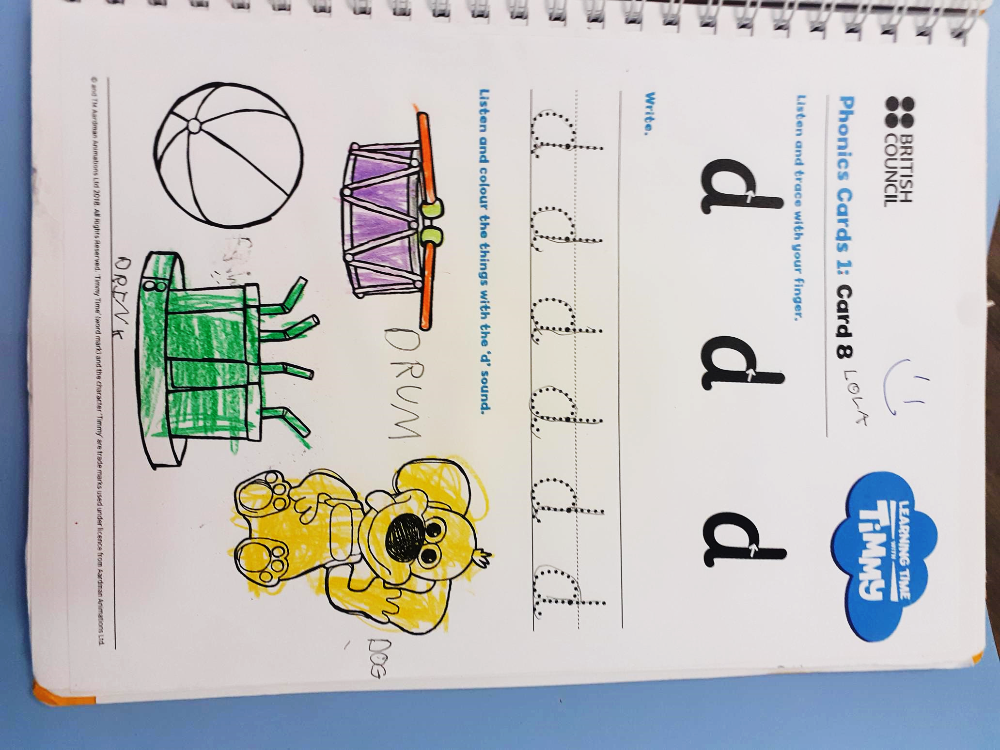 BRITISH
COUNCIL
LEARNING TIME
WITH
TIMMY
Phonics Cards 1: Card 8 LOLA
Listen and trace with your finger.
d d d
Write.
d d d d d d
Listen and colour the things with the 'd' sound.
DRUM
DOG
DRINK
© and TM Aardman Animations Ltd 2018. All Rights Reserved. 'Timmy Time' (word mark) and the character 'Timmy' are trade marks used under licence from Aardman Animations Ltd.